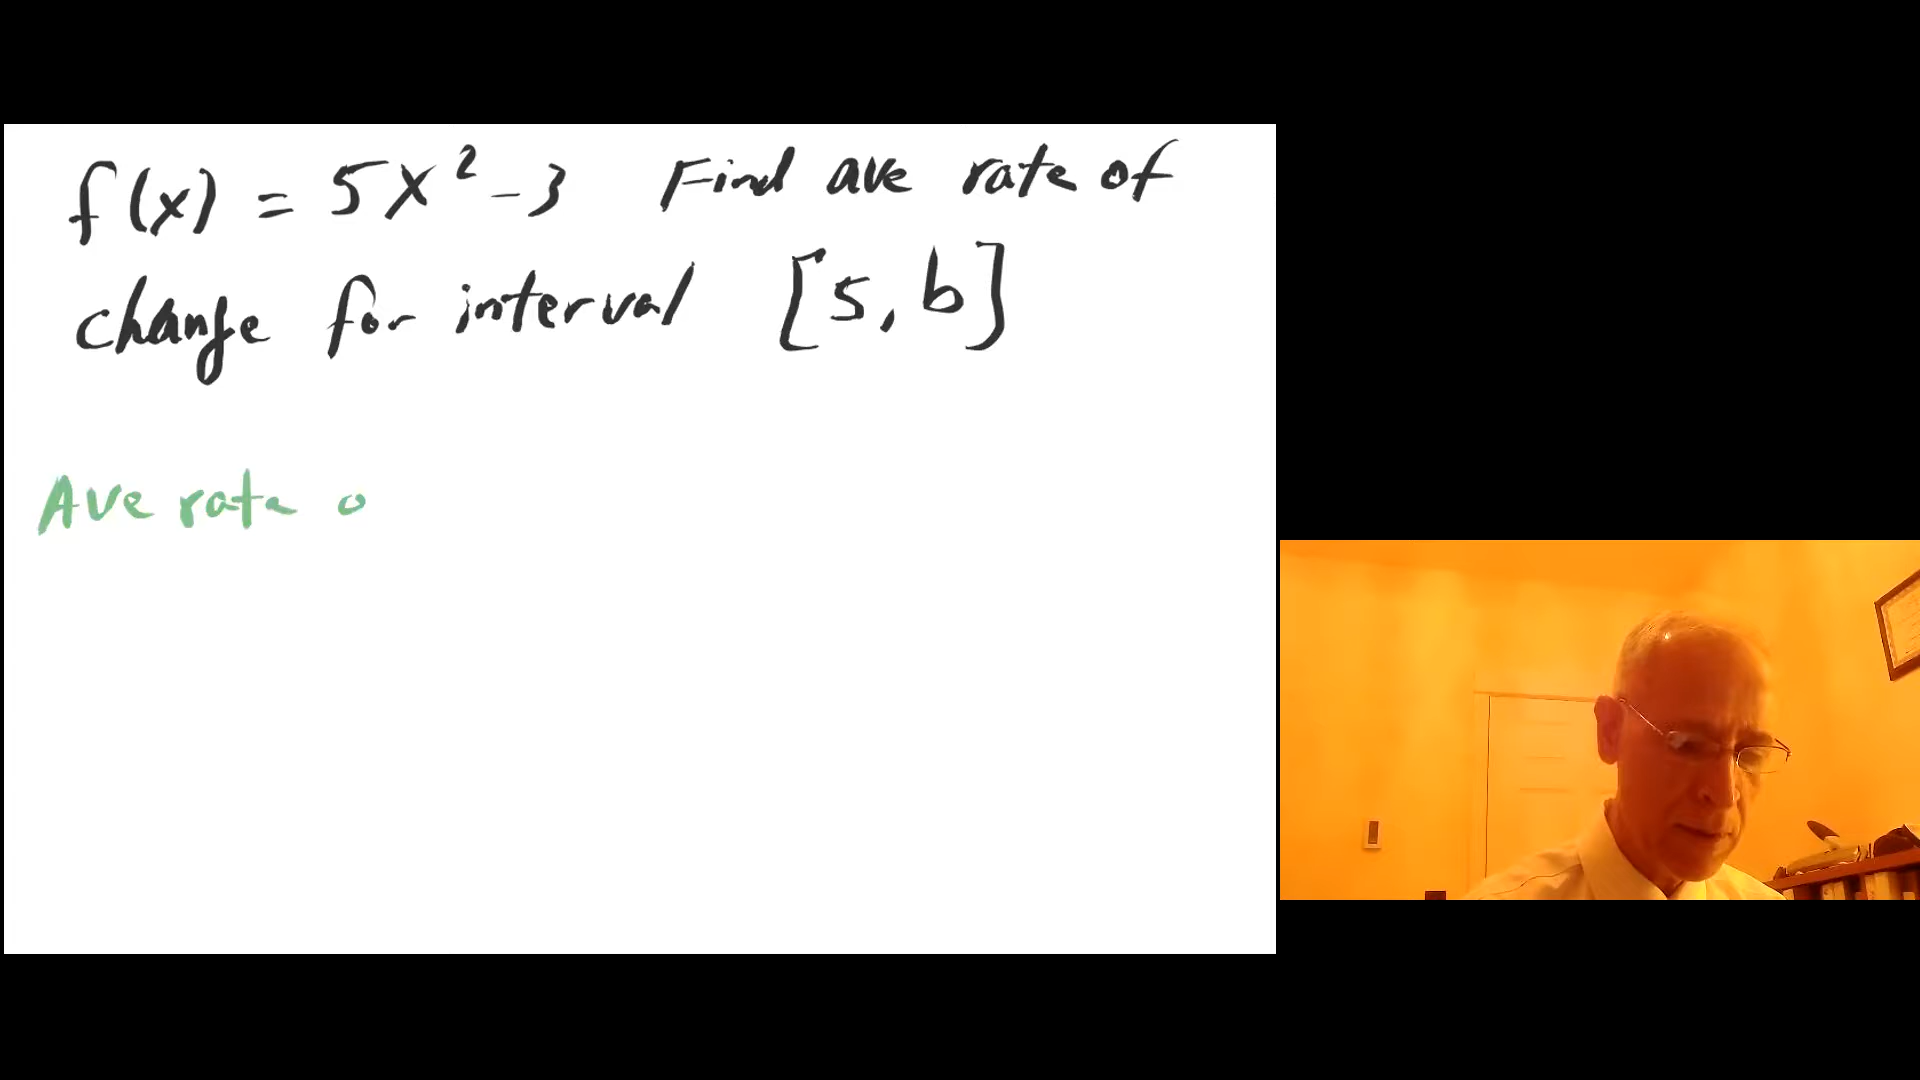 f(x) = 5x² - 3 Find ave rate of
change for interval [5, b]
Ave rate o